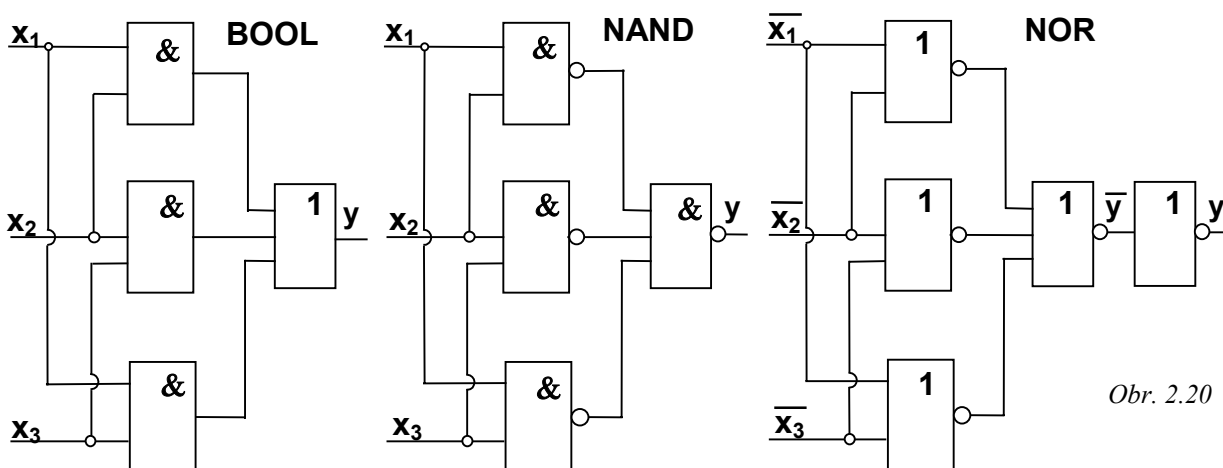 BOOL
x₁
&
x₂
&
1
y
&
x₃
NAND
x₁
&
x₂
&
&
y
&
x₃
NOR
x̅₁
1
x̅₂
1
1
y̅
1
y
1
x̅₃
Obr. 2.20